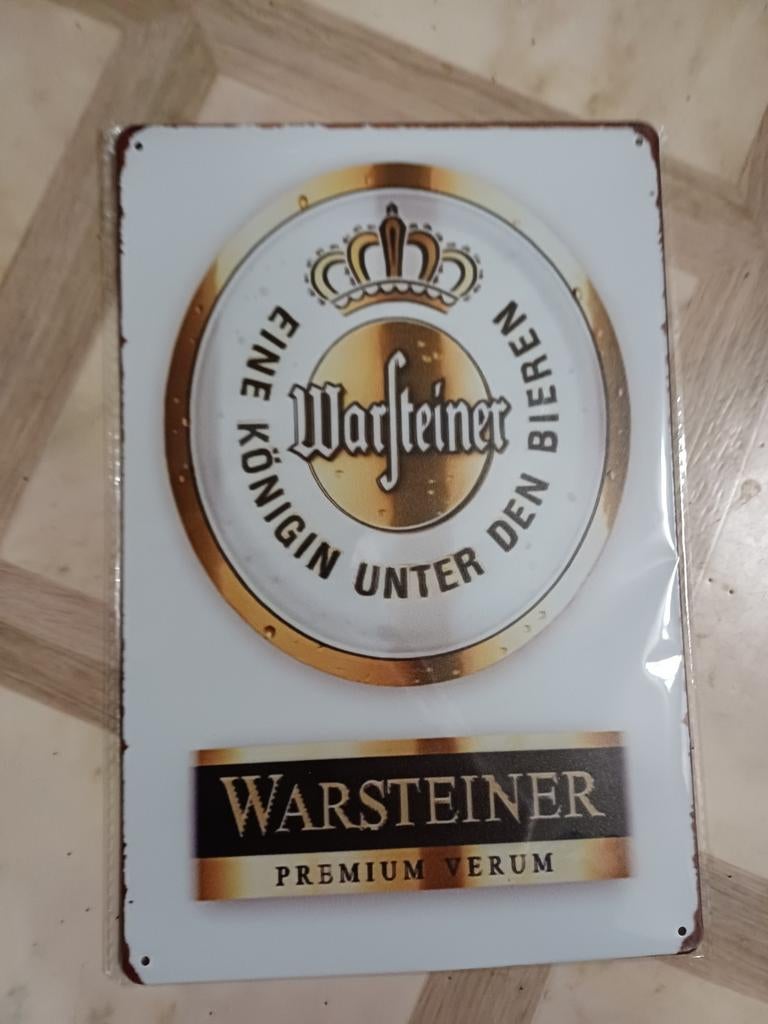 EINE KÖNIGIN UNTER DEN BIEREN
Warſteiner
WARSTEINER
PREMIUM VERUM